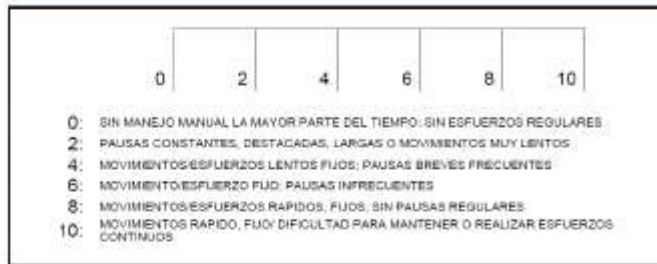 0 2 4 6 8 10
0: SIN MANEJO MANUAL LA MAYOR PARTE DEL TIEMPO; SIN ESFUERZOS REGULARES
2: PAUSAS CONSTANTES, DESTACADAS, LARGAS O MOVIMIENTOS MUY LENTOS
4: MOVIMIENTOS/ESFUERZOS LENTOS FIJOS; PAUSAS BREVES FRECUENTES
6: MOVIMIENTO/ESFUERZO FIJO; PAUSAS INFRECUENTES
8: MOVIMIENTOS/ESFUERZOS RAPIDOS, FIJOS, SIN PAUSAS REGULARES
10: MOVIMIENTOS RAPIDO, FIJO/ DIFICULTAD PARA MANTENER O REALIZAR ESFUERZOS
CONTINUOS